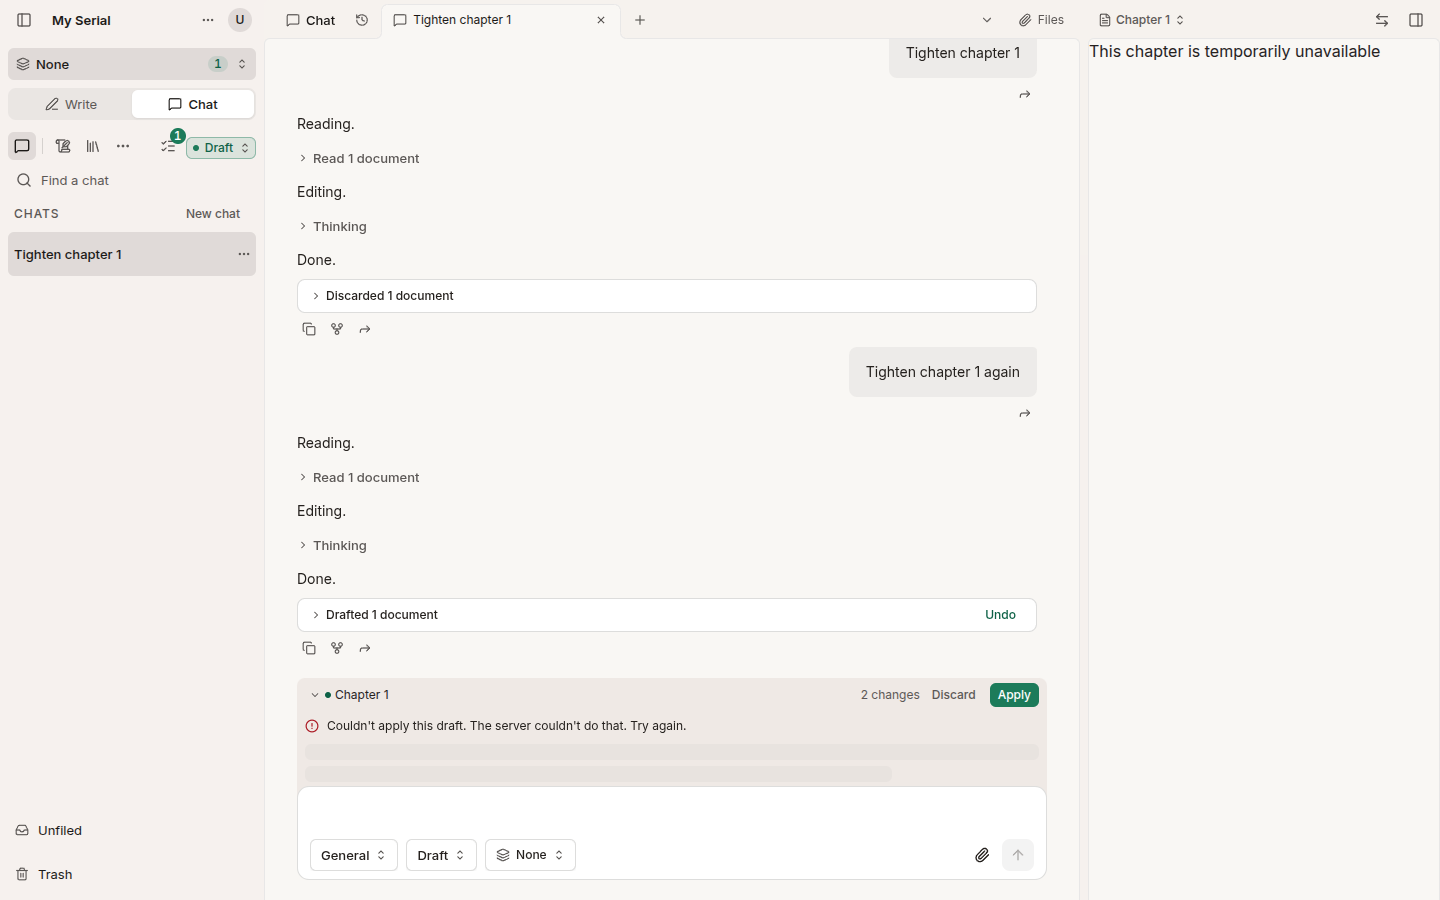 My Serial
U
None
1
Write
Chat
1
Draft
Find a chat
CHATS
New chat
Tighten chapter 1
Unfiled
Trash
Chat
Tighten chapter 1
Files
Tighten chapter 1
Reading.
Read 1 document
Editing.
Thinking
Done.
Discarded 1 document
Tighten chapter 1 again
Reading.
Read 1 document
Editing.
Thinking
Done.
Drafted 1 document
Undo
Chapter 1
2 changes
Discard
Apply
Couldn't apply this draft. The server couldn't do that. Try again.
General
Draft
None
Chapter 1
This chapter is temporarily unavailable